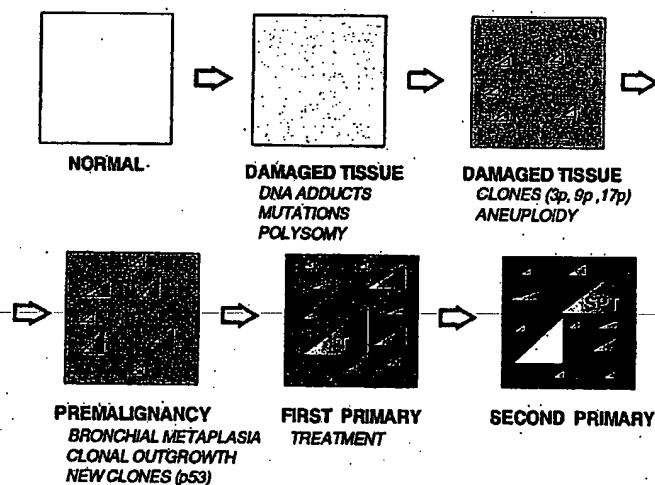 NORMAL
DAMAGED TISSUE
DNA ADDUCTS
MUTATIONS
POLYSOMY
DAMAGED TISSUE
CLONES (3p, 9p ,17p)
ANEUPLOIDY
PREMALIGNANCY
BRONCHIAL METAPLASIA
CLONAL OUTGROWTH
NEW CLONES (p53)
FIRST PRIMARY
TREATMENT
SPT
SECOND PRIMARY